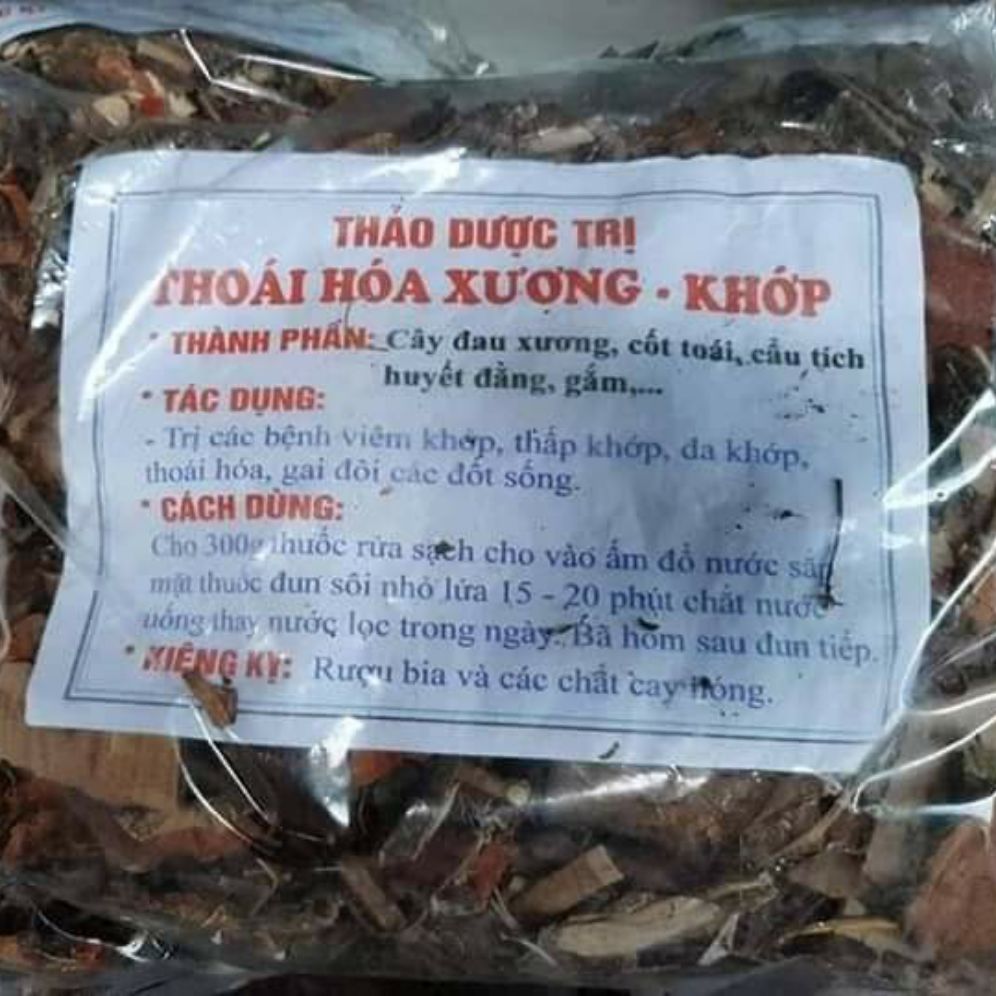 THẢO DƯỢC TRỊ
THOÁI HÓA XƯƠNG - KHỚP
* THÀNH PHẦN: Cây đau xương, cốt toái, cẩu tích
huyết đằng, gắm,...
* TÁC DỤNG:
- Trị các bệnh viêm khớp, thấp khớp, đa khớp,
thoái hóa, gai đôi các đốt sống.
* CÁCH DÙNG:
Cho 300g thuốc rửa sạch cho vào ấm đổ nước sắp
mặt thuốc đun sôi nhỏ lửa 15 - 20 phút chắt nước
uống thay nước lọc trong ngày. Bã hôm sau đun tiếp.
* KIÊNG KỴ: Rượu bia và các chất cay nóng.